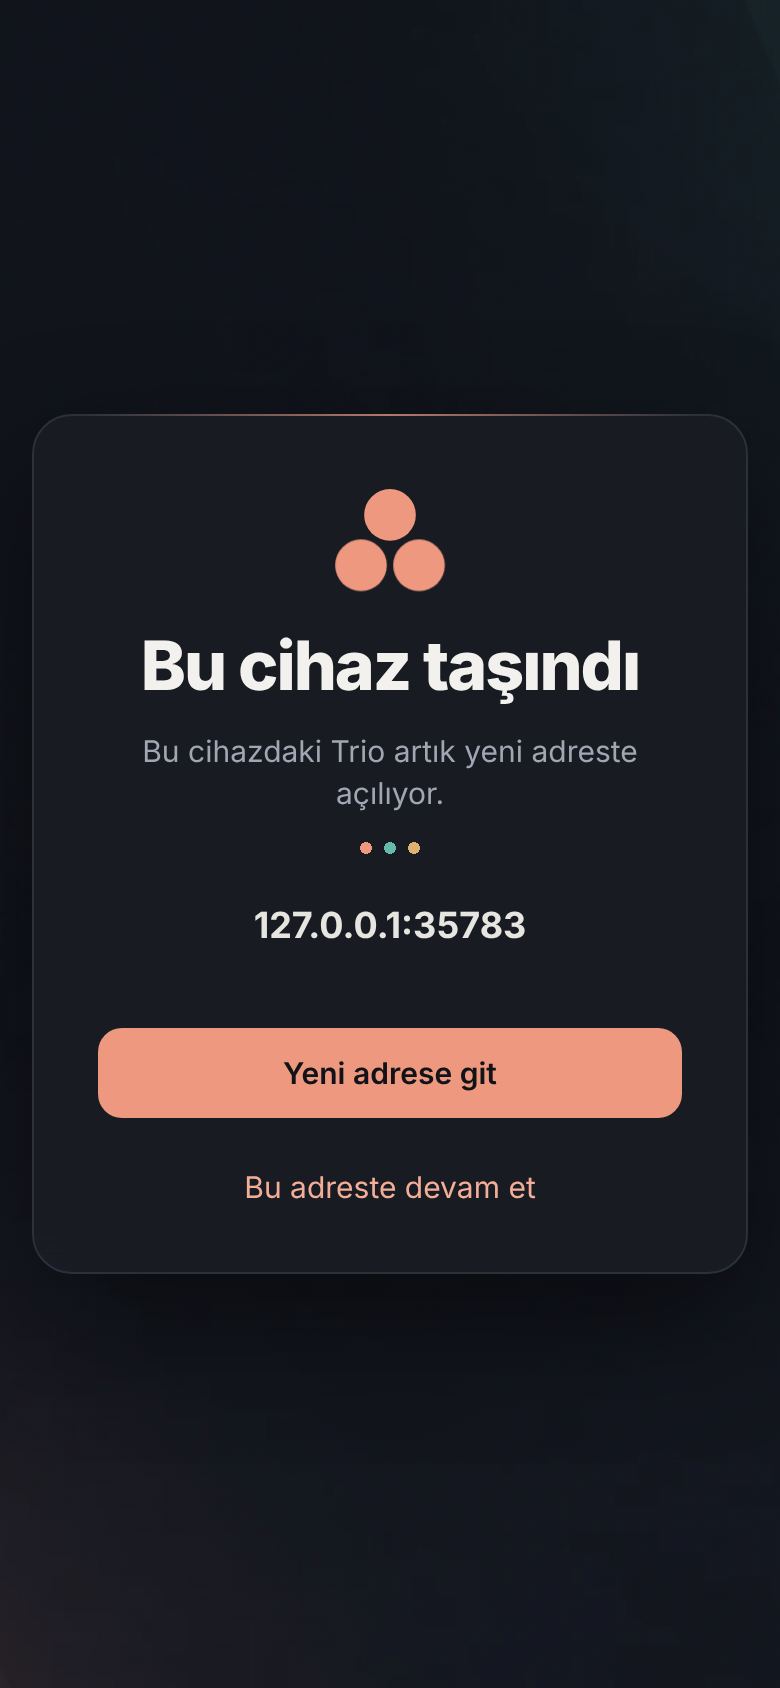 Bu cihaz taşındı
Bu cihazdaki Trio artık yeni adreste
açılıyor.
127.0.0.1:35783
Yeni adrese git
Bu adreste devam et